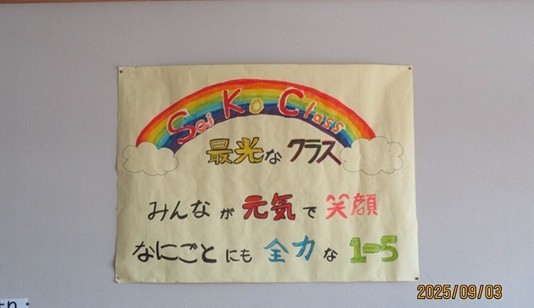 Sai Ko Class
最光なクラス
みんなが元気で笑顔
なにごとにも全力な1-5
2025/09/03